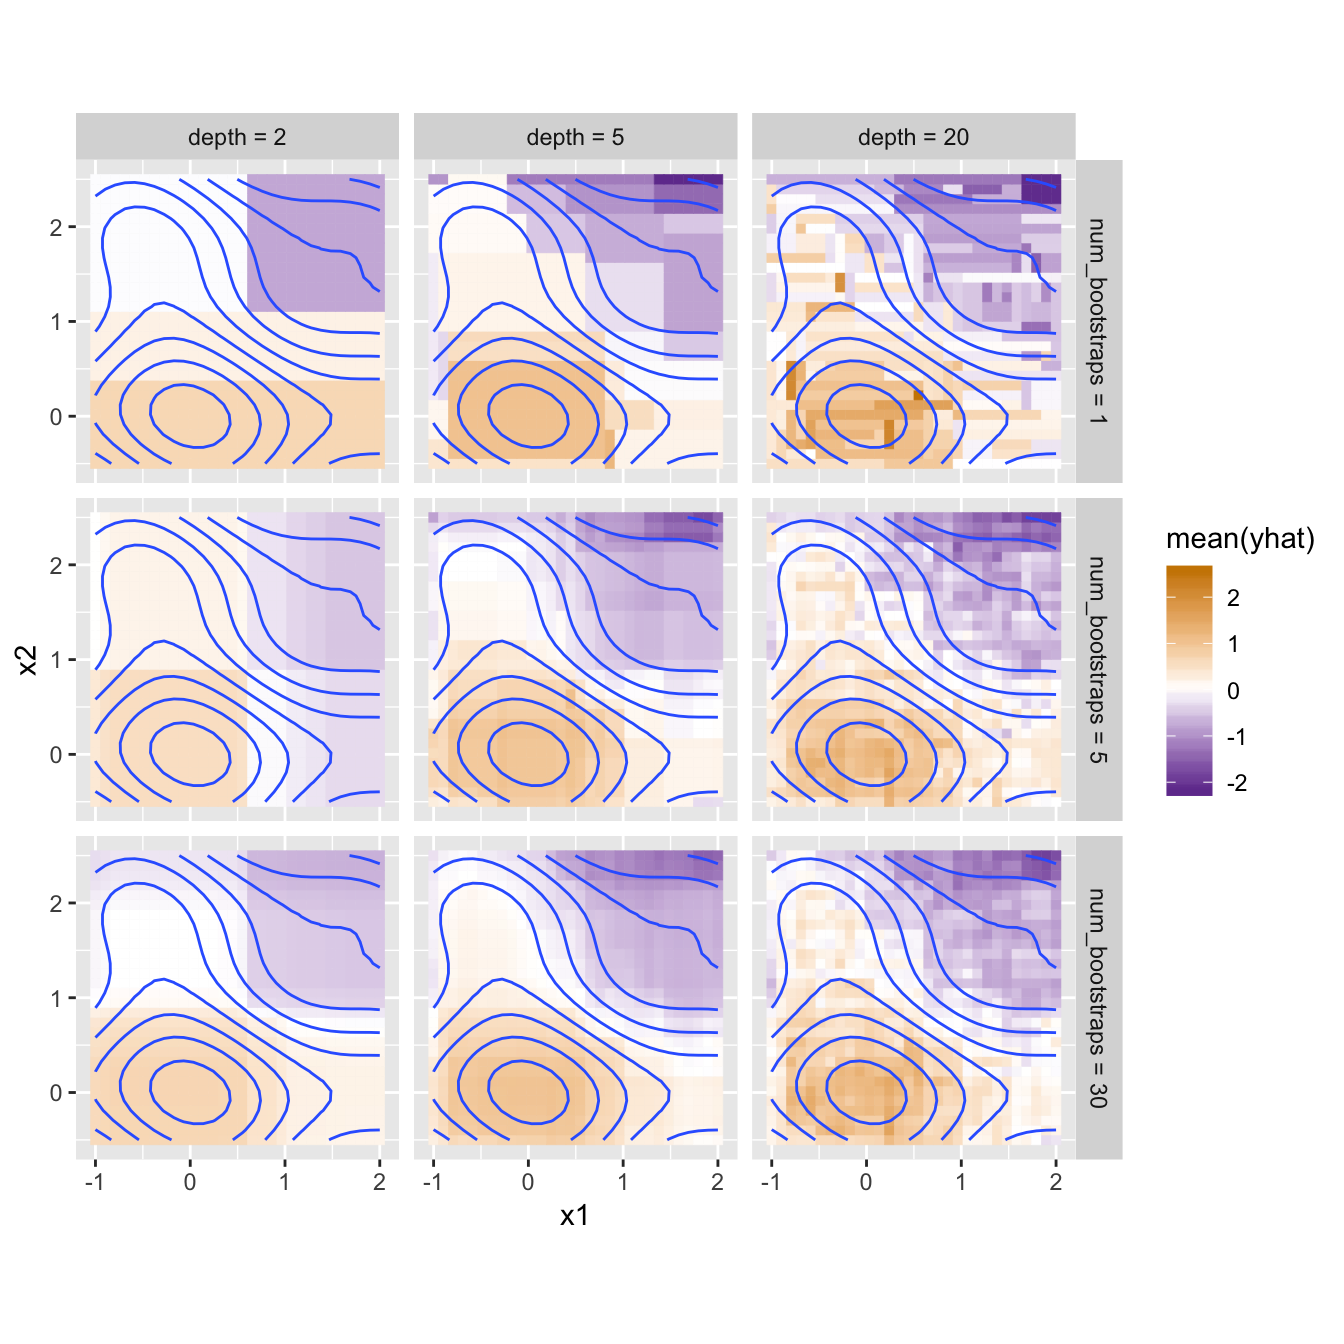 depth = 2
depth = 5
depth = 20
num_bootstraps = 1
num_bootstraps = 5
num_bootstraps = 30
2
1
0
2
1
0
2
1
0
x2
-1
0
1
2
-1
0
1
2
-1
0
1
2
x1
mean(yhat)
2
1
0
-1
-2